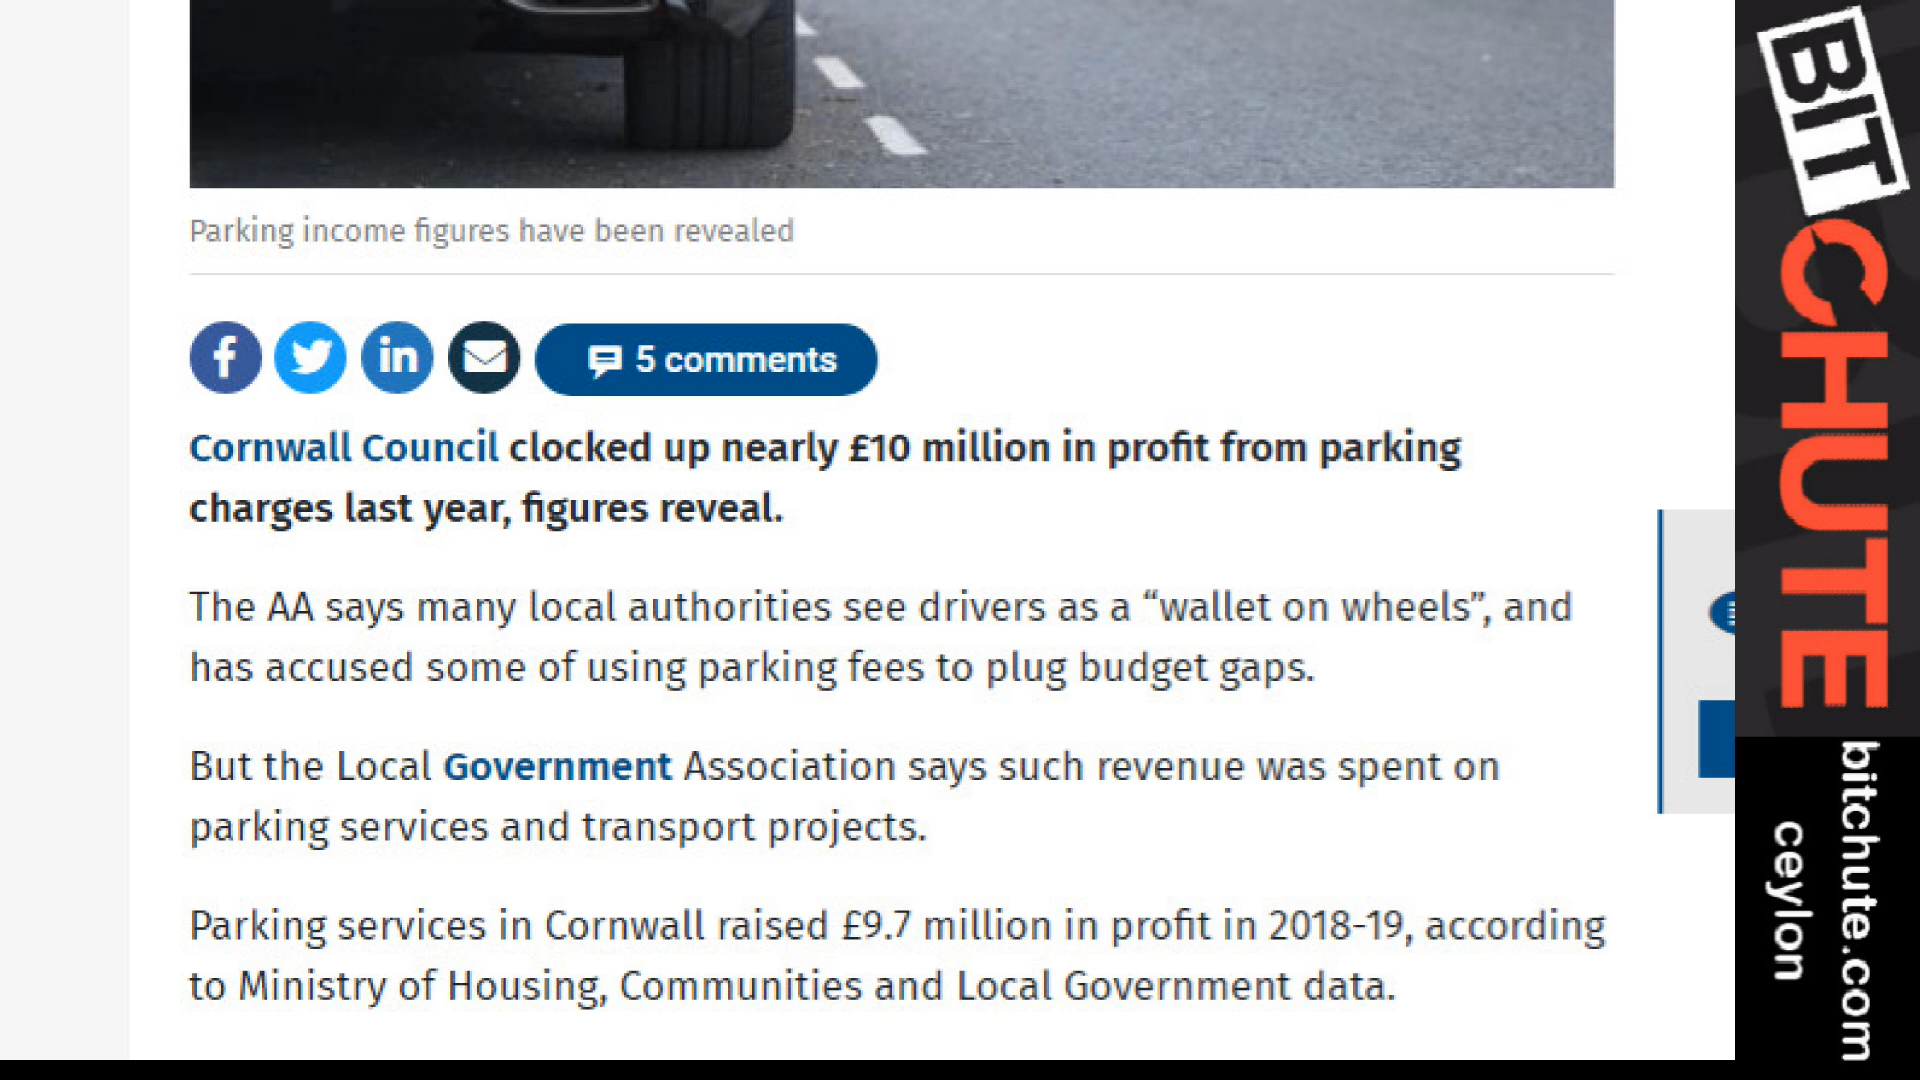 Parking income figures have been revealed
5 comments
Cornwall Council clocked up nearly £10 million in profit from parking
charges last year, figures reveal.
The AA says many local authorities see drivers as a “wallet on wheels”, and
has accused some of using parking fees to plug budget gaps.
But the Local Government Association says such revenue was spent on
parking services and transport projects.
Parking services in Cornwall raised £9.7 million in profit in 2018-19, according
to Ministry of Housing, Communities and Local Government data.
BITCHUTE
bitchute.com
ceylon